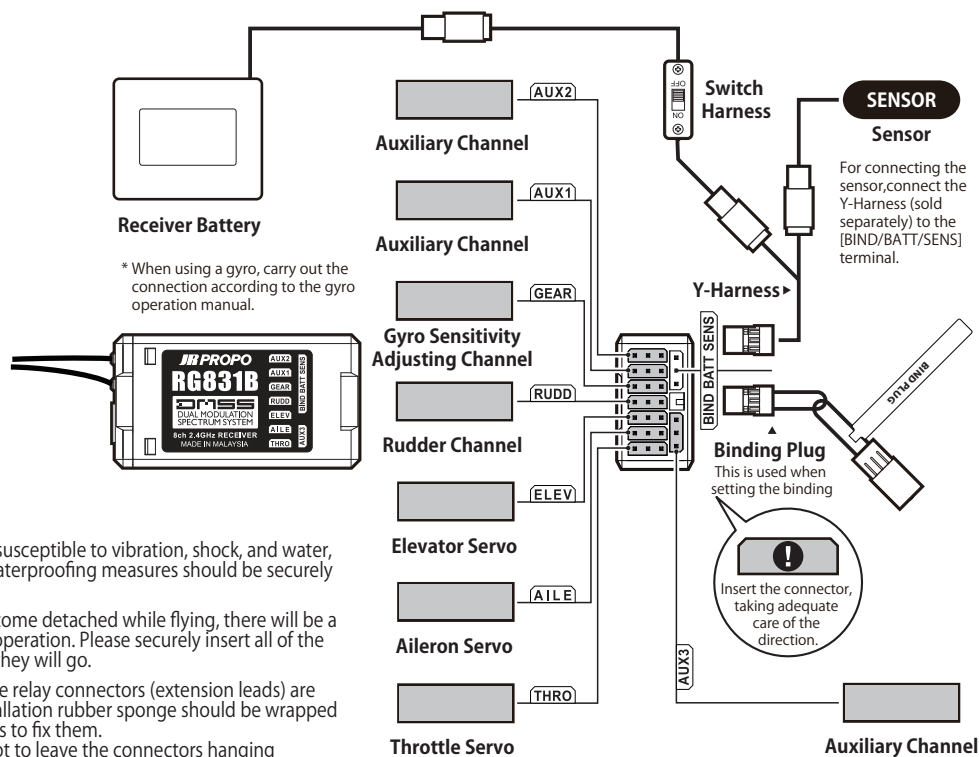 AUX2
Auxiliary Channel
AUX1
Auxiliary Channel
GEAR
Gyro Sensitivity
Adjusting Channel
RUDD
Rudder Channel
ELEV
Elevator Servo
AILE
Aileron Servo
THRO
Throttle Servo
Receiver Battery
* When using a gyro, carry out the
connection according to the gyro
operation manual.
JR PROPO
RG831B
DMSS
DUAL MODULATION
SPECTRUM SYSTEM
8ch 2.4GHz RECEIVER
MADE IN MALAYSIA
AUX2
AUX1
GEAR
RUDD
ELEV
AILE
THRO
BIND BATT SENS
AUX3
OFF
ON
Switch
Harness
SENSOR
Sensor
For connecting the
sensor,connect the
Y-Harness (sold
separately) to the
[BIND/BATT/SENS]
terminal.
Y-Harness
BIND BATT SENS
BIND PLUG
Binding Plug
This is used when
setting the binding
!
Insert the connector,
taking adequate
care of the
direction.
AUX3
Auxiliary Channel
susceptible to vibration, shock, and water,
waterproofing measures should be securely
come detached while flying, there will be a
operation. Please securely insert all of the
they will go.
e relay connectors (extension leads) are
allation rubber sponge should be wrapped
s to fix them.
ot to leave the connectors hanging